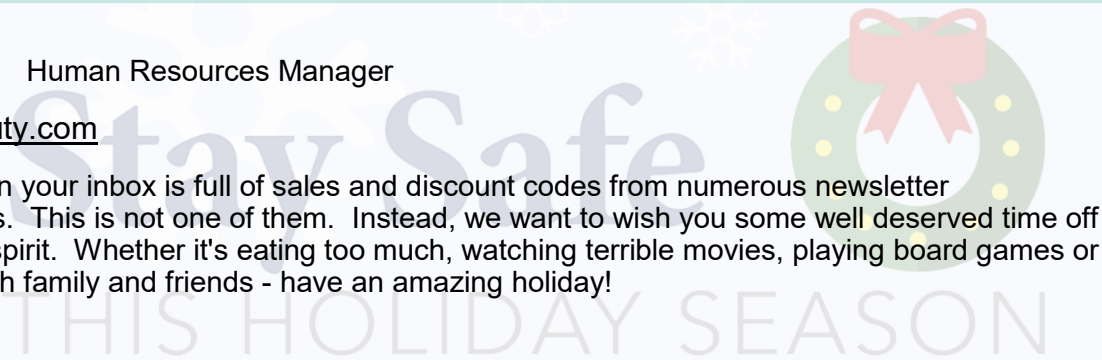 Human Resources Manager
uty.com
Stay Safe
n your inbox is full of sales and discount codes from numerous newsletter
s. This is not one of them. Instead, we want to wish you some well deserved time off
spirit. Whether it's eating too much, watching terrible movies, playing board games or
h family and friends - have an amazing holiday!
THIS HOLIDAY SEASON